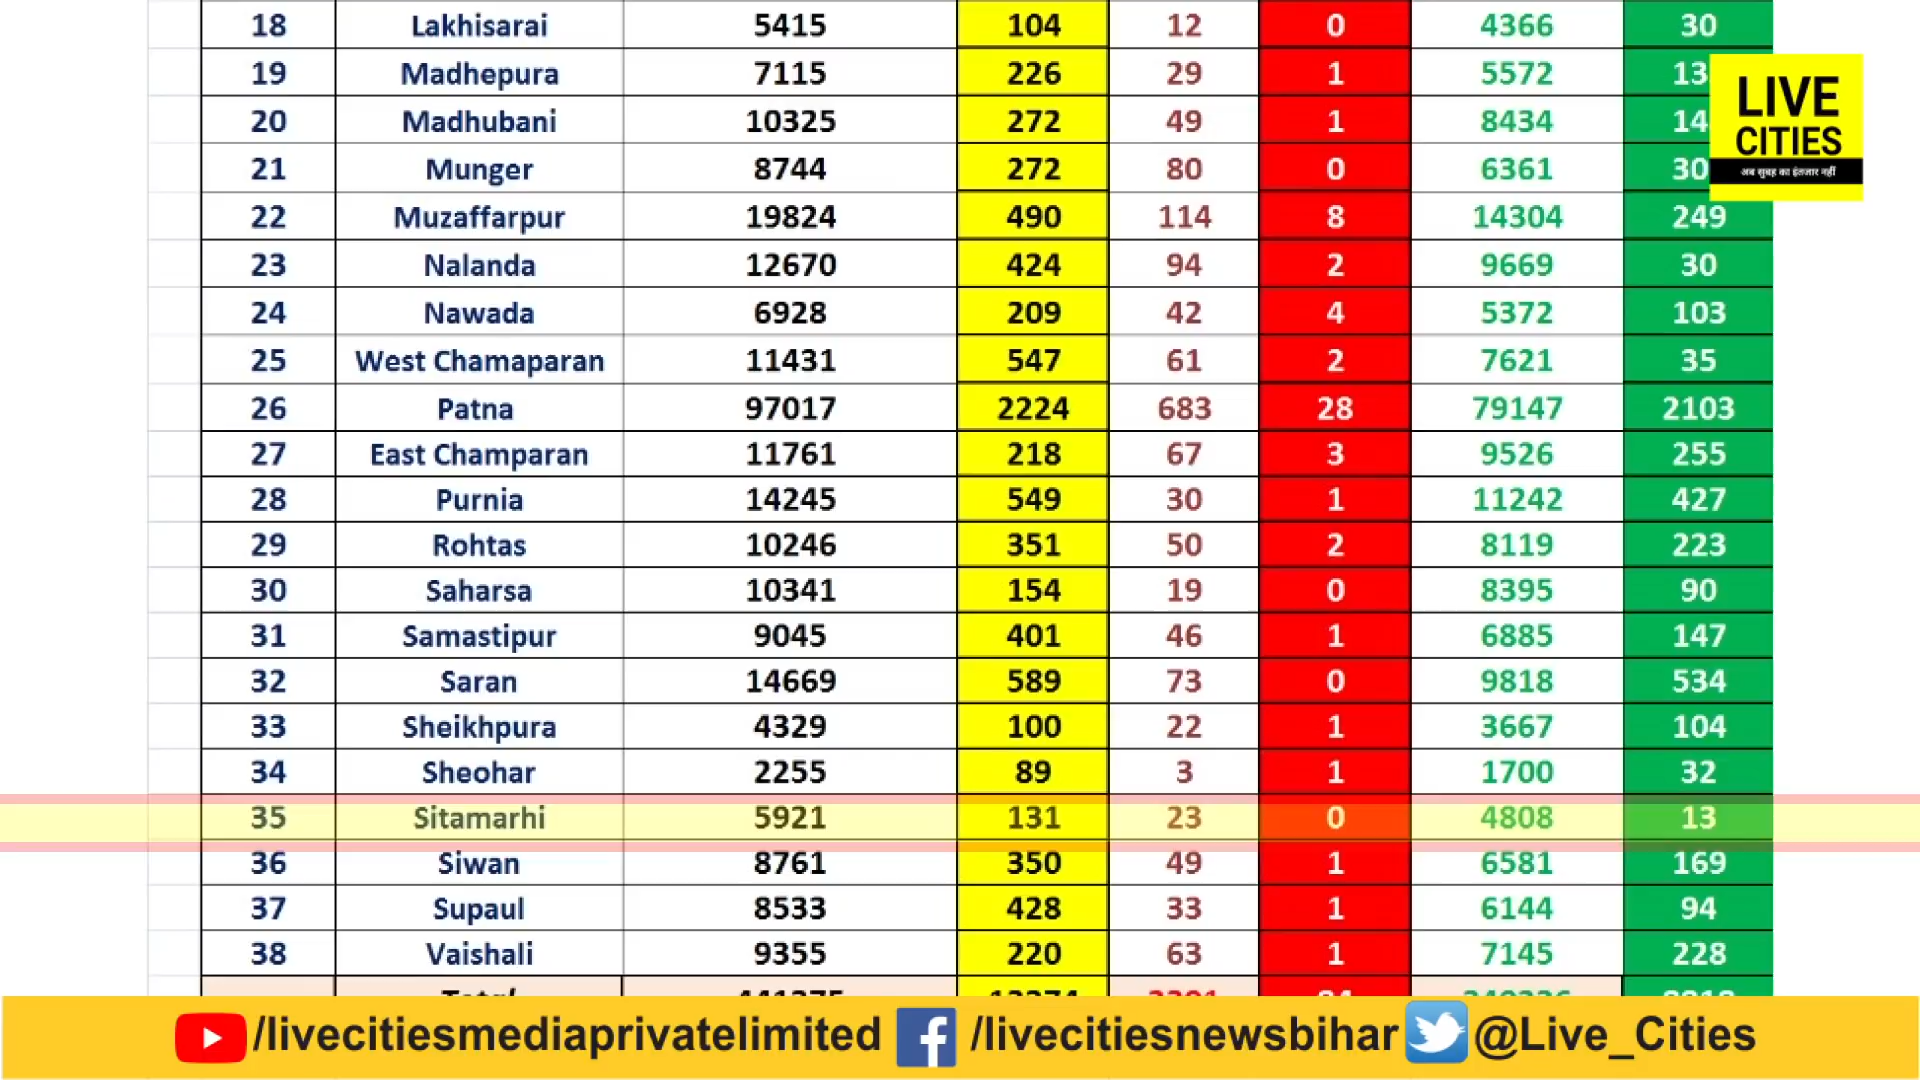 18 Lakhisarai 5415 104 12 0 4366 30
19 Madhepura 7115 226 29 1 5572 13
20 Madhubani 10325 272 49 1 8434 14
21 Munger 8744 272 80 0 6361 30
22 Muzaffarpur 19824 490 114 8 14304 249
23 Nalanda 12670 424 94 2 9669 30
24 Nawada 6928 209 42 4 5372 103
25 West Chamaparan 11431 547 61 2 7621 35
26 Patna 97017 2224 683 28 79147 2103
27 East Champaran 11761 218 67 3 9526 255
28 Purnia 14245 549 30 1 11242 427
29 Rohtas 10246 351 50 2 8119 223
30 Saharsa 10341 154 19 0 8395 90
31 Samastipur 9045 401 46 1 6885 147
32 Saran 14669 589 73 0 9818 534
33 Sheikhpura 4329 100 22 1 3667 104
34 Sheohar 2255 89 3 1 1700 32
35 Sitamarhi 5921 131 23 0 4808 13
36 Siwan 8761 350 49 1 6581 169
37 Supaul 8533 428 33 1 6144 94
38 Vaishali 9355 220 63 1 7145 228
Total
LIVE
CITIES
अब सुबह का इंतजार नहीं
/livecitiesmediaprivatelimited /livecitiesnewsbihar @Live_Cities